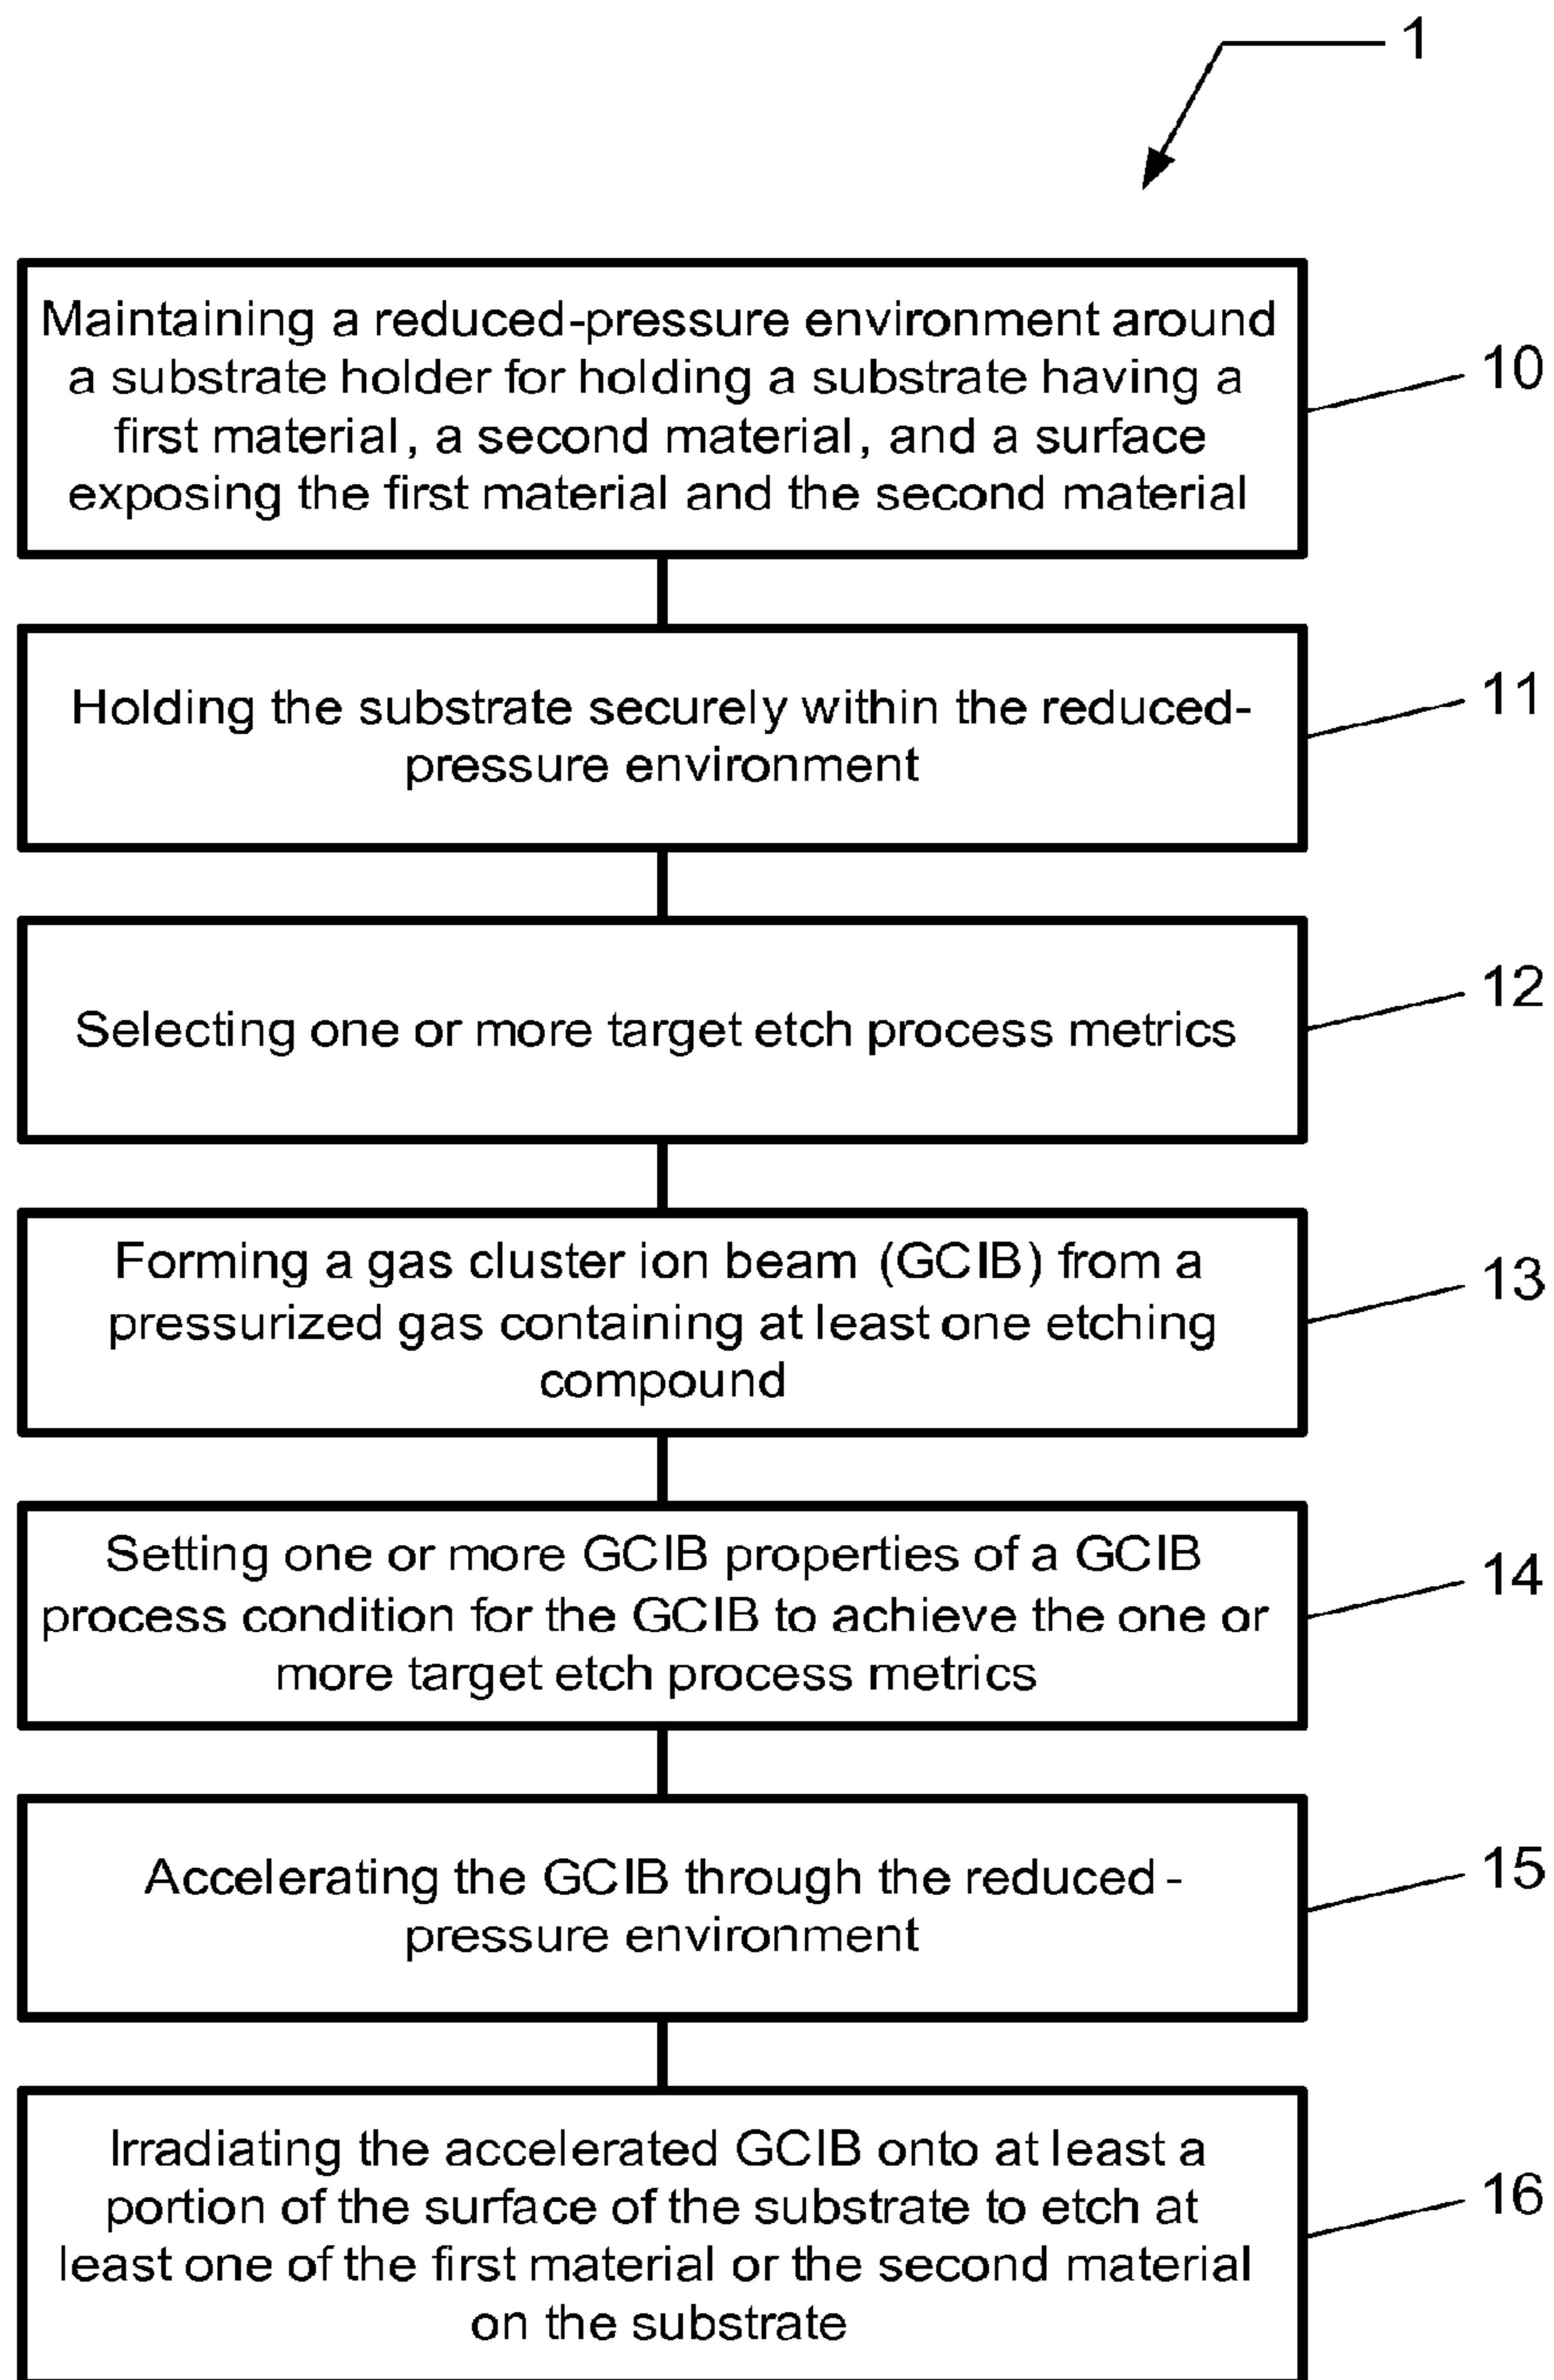 1
Maintaining a reduced-pressure environment around
a substrate holder for holding a substrate having a
first material, a second material, and a surface
exposing the first material and the second material
10
Holding the substrate securely within the reduced-
pressure environment
11
Selecting one or more target etch process metrics
12
Forming a gas cluster ion beam (GCIB) from a
pressurized gas containing at least one etching
compound
13
Setting one or more GCIB properties of a GCIB
process condition for the GCIB to achieve the one or
more target etch process metrics
14
Accelerating the GCIB through the reduced-
pressure environment
15
Irradiating the accelerated GCIB onto at least a
portion of the surface of the substrate to etch at
least one of the first material or the second material
on the substrate
16